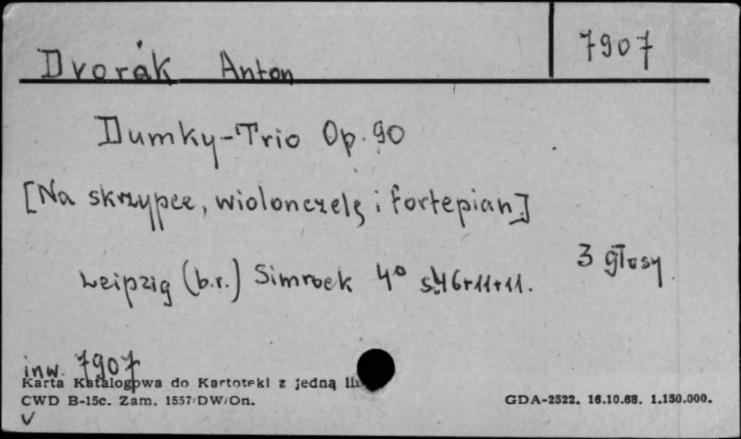 7907
Dvořák Anton
Dumky-Trio Op. 90
[Na skrzypce, wiolonczelę i fortepian]
3 głosy
Leipzig (b.r.) Simrock 4° s. 46+11+11.
inw. 7907
Karta Katalogowa do Kartoteki z jedną
CWD B-15c. Zam. 1557/DW/On.
GDA-2522. 16.10.68. 1.150.000.
V